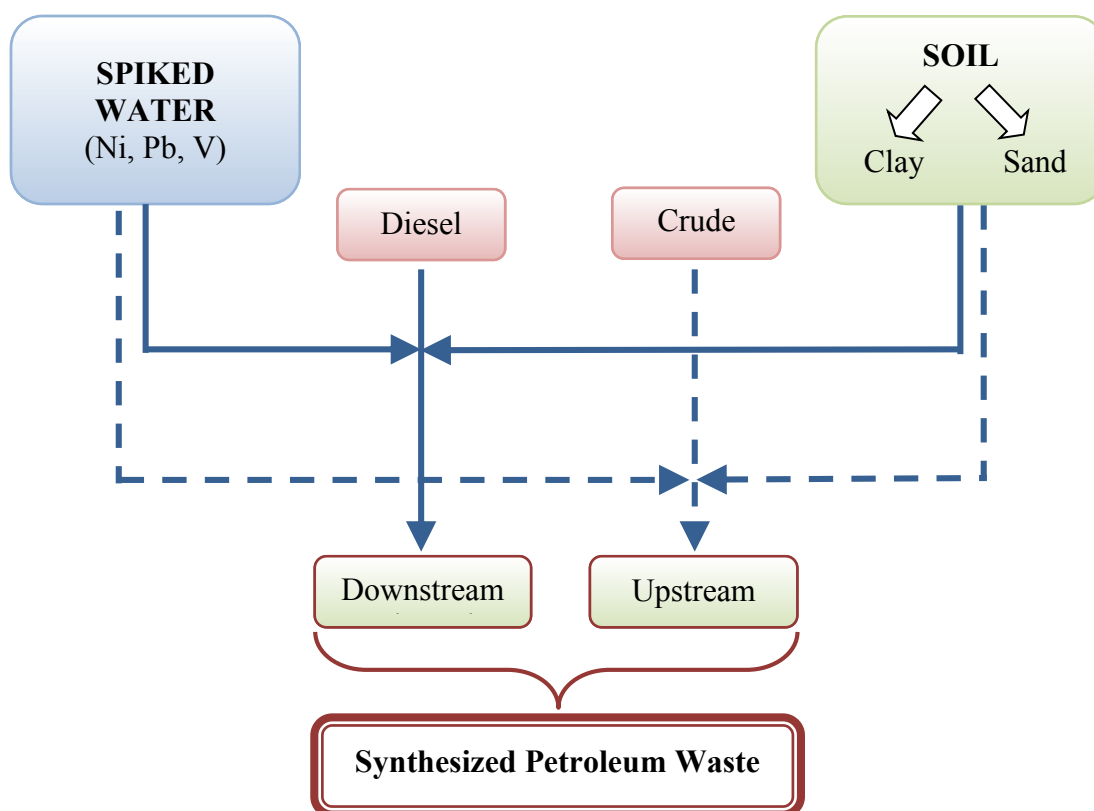 SPIKED
WATER
(Ni, Pb, V)
SOIL
Clay Sand
Diesel
Crude
Downstream
Upstream
Synthesized Petroleum Waste